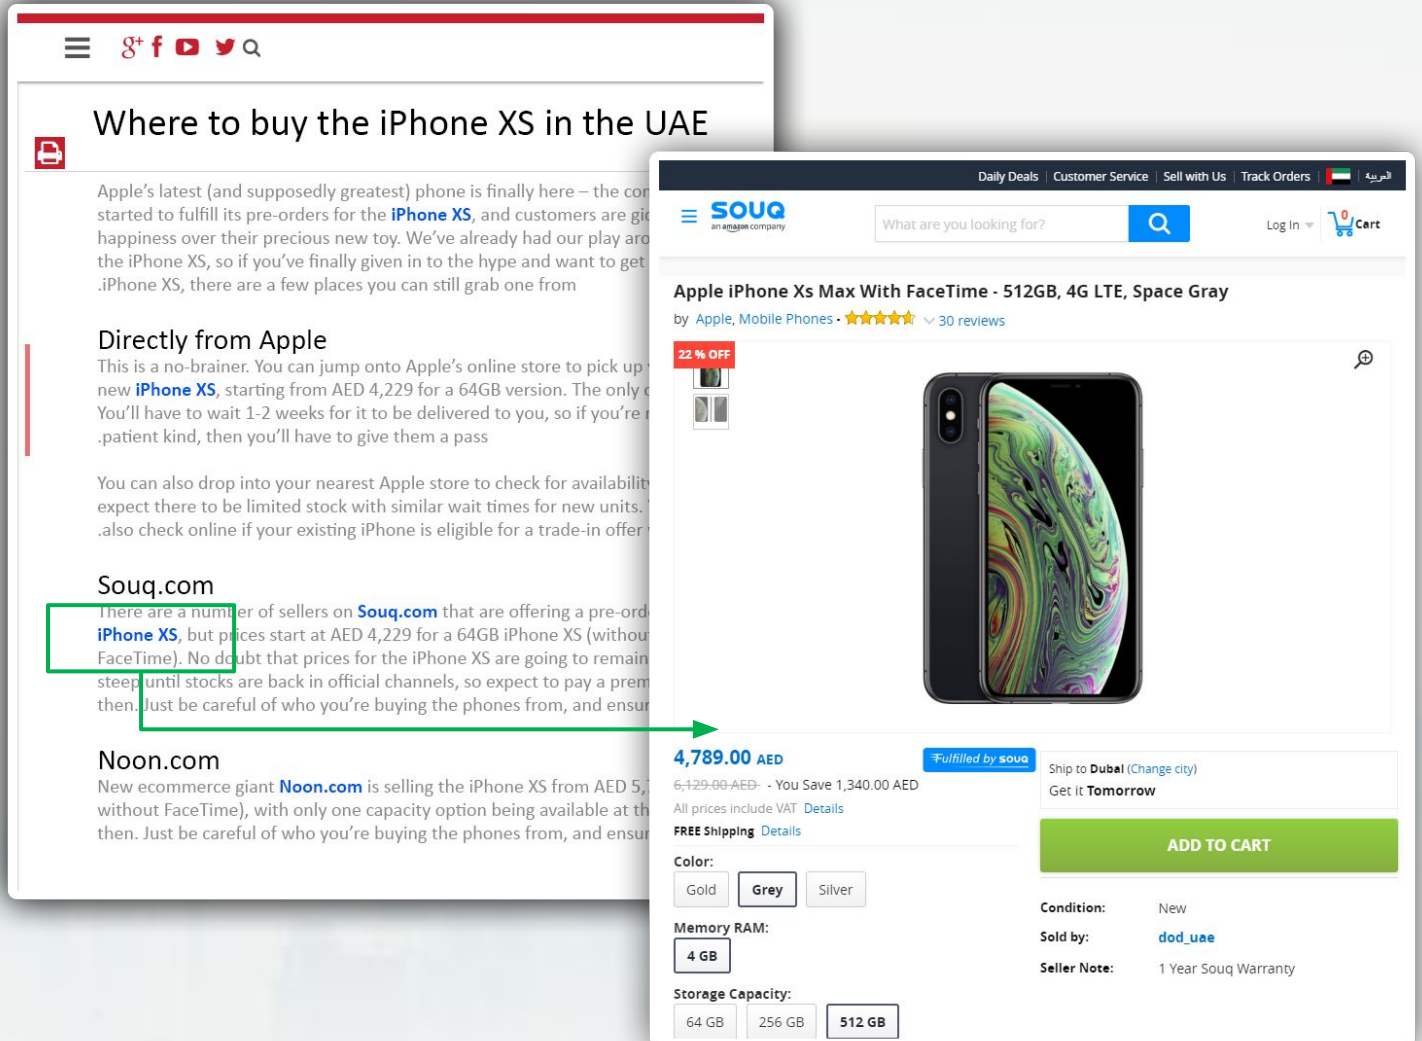 Where to buy the iPhone XS in the UAE
Apple’s latest (and supposedly greatest) phone is finally here – the
started to fulfill its pre-orders for the iPhone XS, and customers are
happiness over their precious new toy. We’ve already had our play
the iPhone XS, so if you’ve finally given in to the hype and want to get
.iPhone XS, there are a few places you can still grab one from
Directly from Apple
This is a no-brainer. You can jump onto Apple’s online store to pick up
new iPhone XS, starting from AED 4,229 for a 64GB version. The only
You’ll have to wait 1-2 weeks for it to be delivered to you, so if you’re
.patient kind, then you’ll have to give them a pass
You can also drop into your nearest Apple store to check for availability
expect there to be limited stock with similar wait times for new units.
.also check online if your existing iPhone is eligible for a trade-in offer
Souq.com
There are a number of sellers on Souq.com that are offering a
iPhone XS, but prices start at AED 4,229 for a 64GB iPhone XS (without
FaceTime). No doubt that prices for the iPhone XS are going to remain
steep until stocks are back in official channels, so expect to pay a
then. Just be careful of who you’re buying the phones from, and
Noon.com
New ecommerce giant Noon.com is selling the iPhone XS from AED
without FaceTime), with only one capacity option being available at
then. Just be careful of who you’re buying the phones from, and
Daily Deals | Customer Service | Sell with Us | Track Orders | العربية
SOUQ
an amazon company
What are you looking for?
Log In
0
Cart
Apple iPhone Xs Max With FaceTime - 512GB, 4G LTE, Space Gray
by Apple, Mobile Phones • 30 reviews
22 % OFF
4,789.00 AED
Fulfilled by souq
6,129.00 AED - You Save 1,340.00 AED
All prices include VAT Details
FREE Shipping Details
Ship to Dubai (Change city)
Get it Tomorrow
ADD TO CART
Color:
Gold Grey Silver
Memory RAM:
4 GB
Storage Capacity:
64 GB 256 GB 512 GB
Condition: New
Sold by: dod_uae
Seller Note: 1 Year Souq Warranty